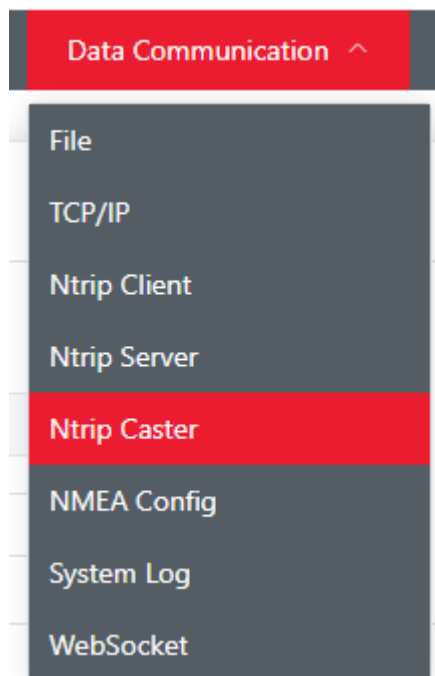 Data Communication
File
TCP/IP
Ntrip Client
Ntrip Server
Ntrip Caster
NMEA Config
System Log
WebSocket